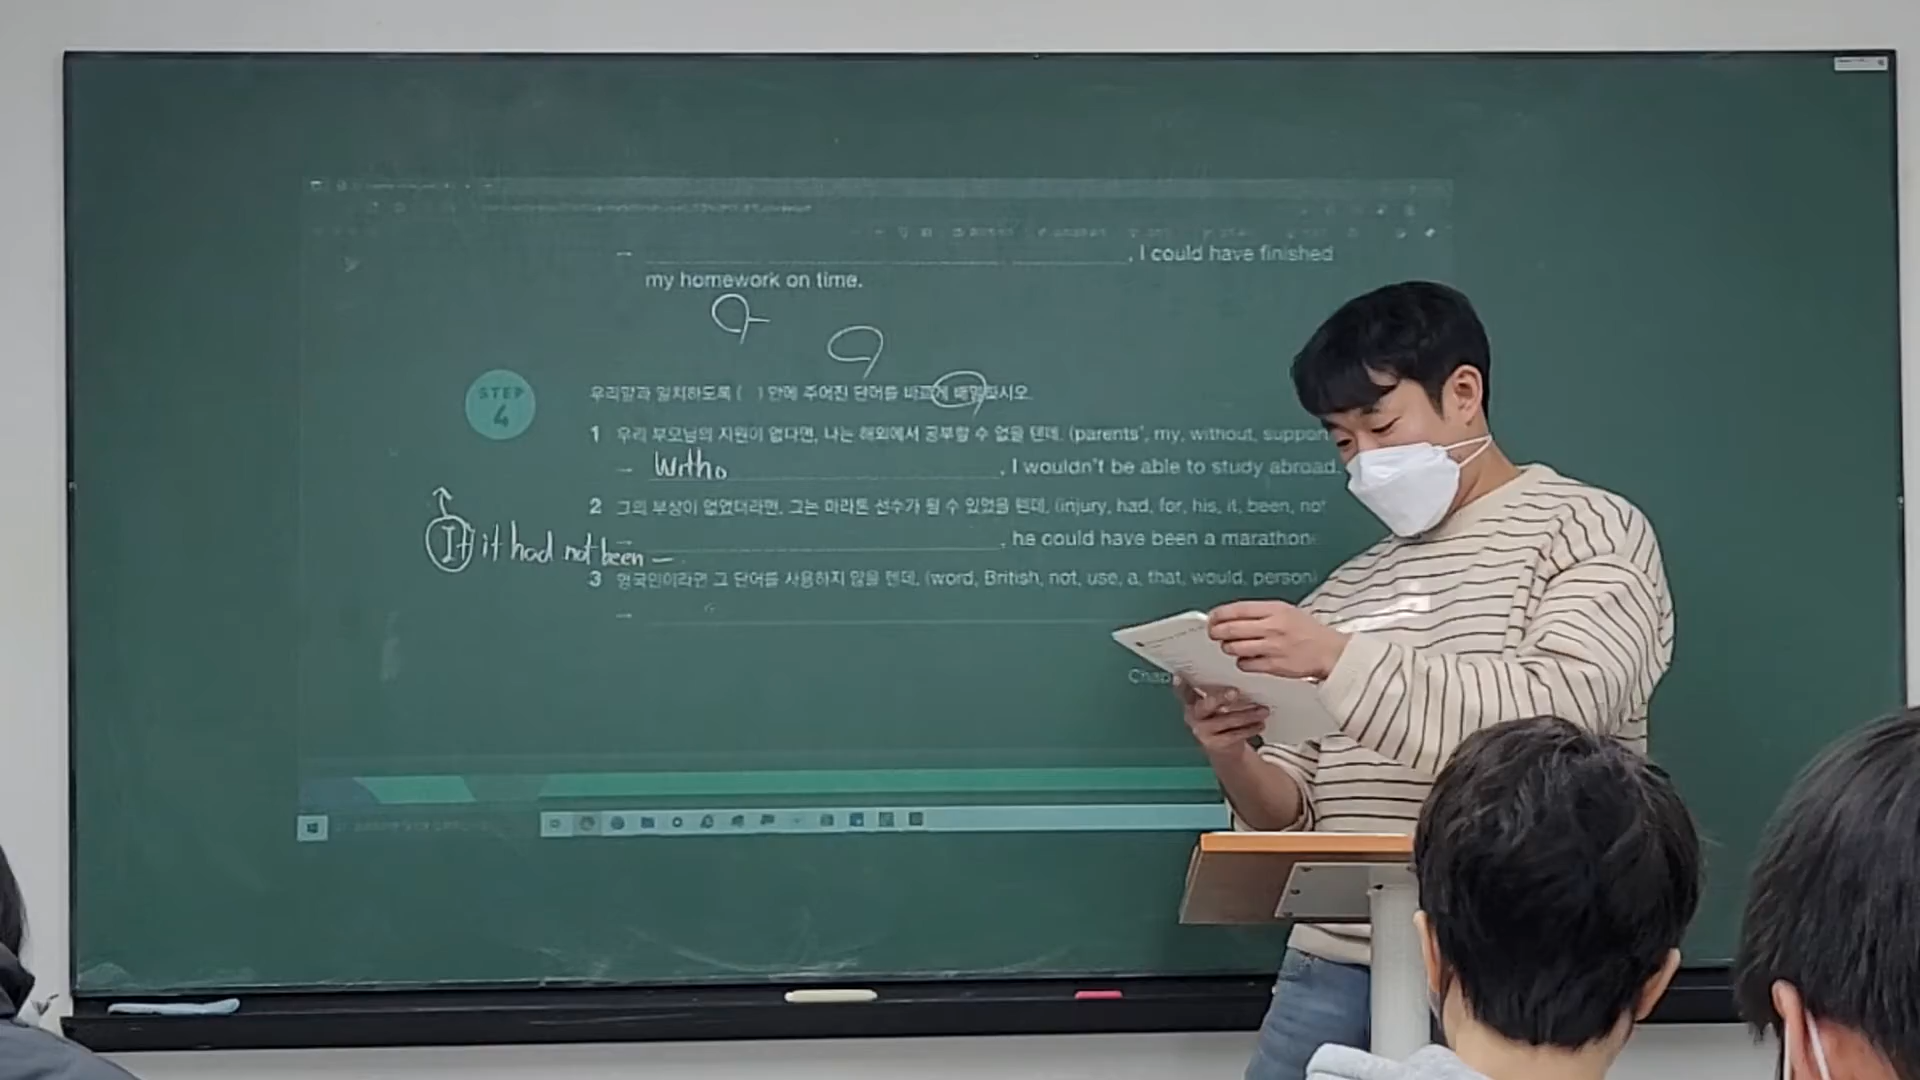 → , I could have finished
my homework on time.
STEP
4
우리말과 일치하도록 ( ) 안에 주어진 단어를 바르게 배열하시오.
1 우리 부모님의 지원이 없다면, 나는 해외에서 공부할 수 없을 텐데. (parents', my, without, suppor
→ Witho , I wouldn't be able to study abroad.
2 그의 부상이 없었더라면, 그는 마라톤 선수가 될 수 있었을 텐데. (injury, had, for, his, it, been, not
→ , he could have been a marathon
If it had not been —
3 영국인이라면 그 단어를 사용하지 않을 텐데. (word, British, not, use, a, that, would, person)
→
Chap